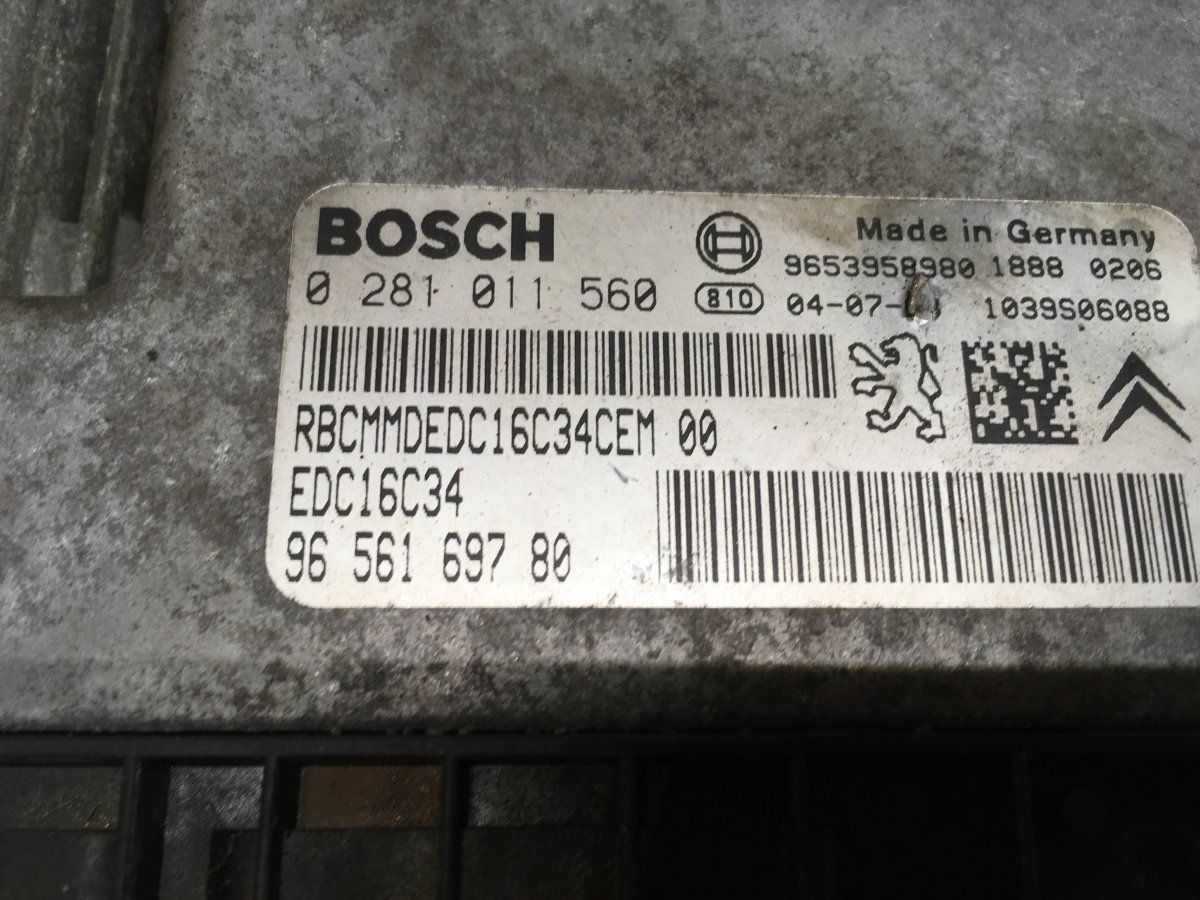 BOSCH
Made in Germany
9653958980 1888 0206
0 281 011 560
810
04-07-
1039S06088
RBCMMDEDC16C34CEM 00
EDC16C34
96 561 697 80